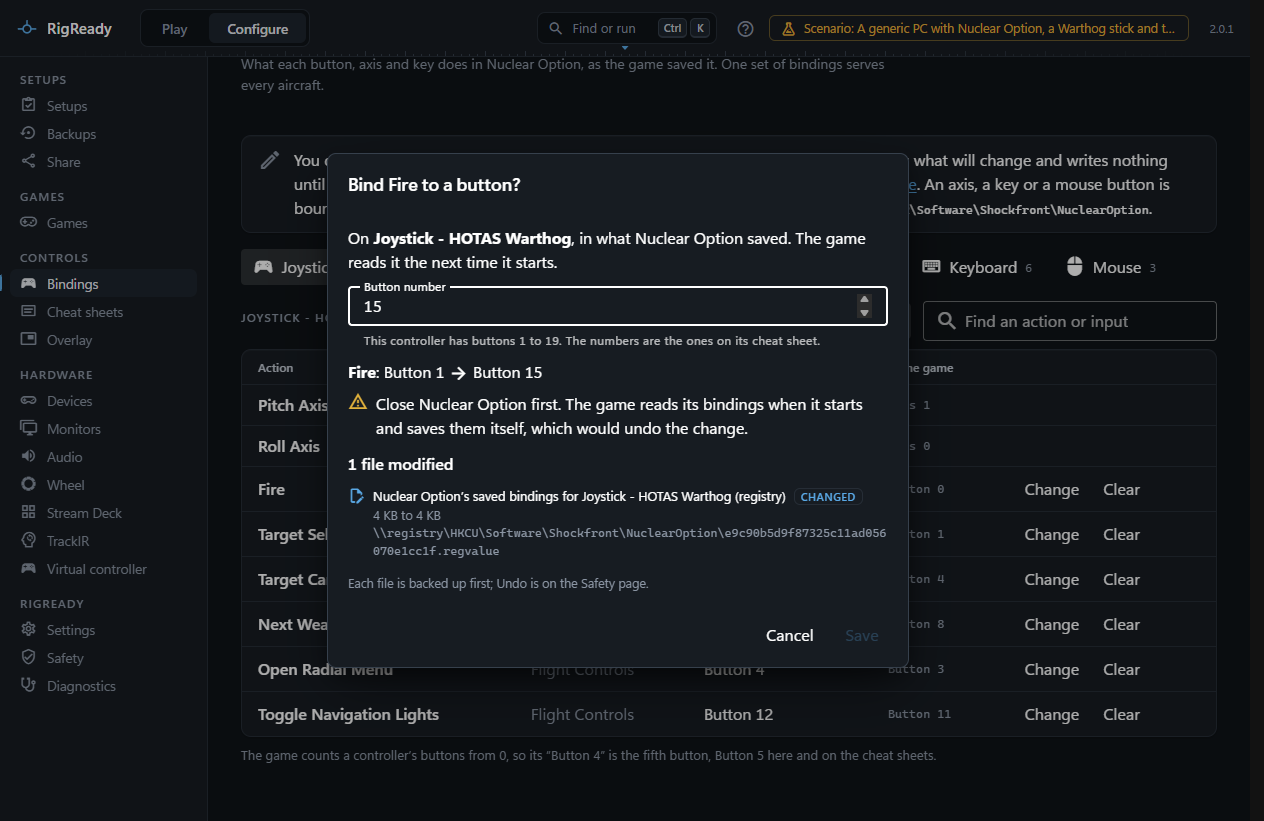 RigReady
Play
Configure
Find or run
Ctrl
K
Scenario: A generic PC with Nuclear Option, a Warthog stick and t...
2.0.1
SETUPS
Setups
Backups
Share
GAMES
Games
CONTROLS
Bindings
Cheat sheets
Overlay
HARDWARE
Devices
Monitors
Audio
Wheel
Stream Deck
TrackIR
Virtual controller
RIGREADY
Settings
Safety
Diagnostics
What each button, axis and key does in Nuclear Option, as the game saved it. One set of bindings serves
every aircraft.
You
what will change and writes nothing
until
. An axis, a key or a mouse button is
\Software\Shockfront\NuclearOption.
Keyboard 6
Mouse 3
JOYSTICK - H
Find an action or input
Action
game
Pitch Axis
1
Roll Axis
0
Fire
0
Change
Clear
1
Change
Clear
4
Change
Clear
8
Change
Clear
Open Radial Menu
Flight Controls
Button 4
Button 3
Change
Clear
Toggle Navigation Lights
Flight Controls
Button 12
Button 11
Change
Clear
The game counts a controller's buttons from 0, so its “Button 4” is the fifth button, Button 5 here and on the cheat sheets.
Bind Fire to a button?
On Joystick - HOTAS Warthog, in what Nuclear Option saved. The game
reads it the next time it starts.
Button number
15
This controller has buttons 1 to 19. The numbers are the ones on its cheat sheet.
Fire: Button 1 → Button 15
Close Nuclear Option first. The game reads its bindings when it starts
and saves them itself, which would undo the change.
1 file modified
Nuclear Option's saved bindings for Joystick - HOTAS Warthog (registry)
CHANGED
4 KB to 4 KB
\\registry\HKCU\Software\Shockfront\NuclearOption\e9c90b5d9f87325c11ad056
070e1cc1f.regvalue
Each file is backed up first; Undo is on the Safety page.
Cancel
Save